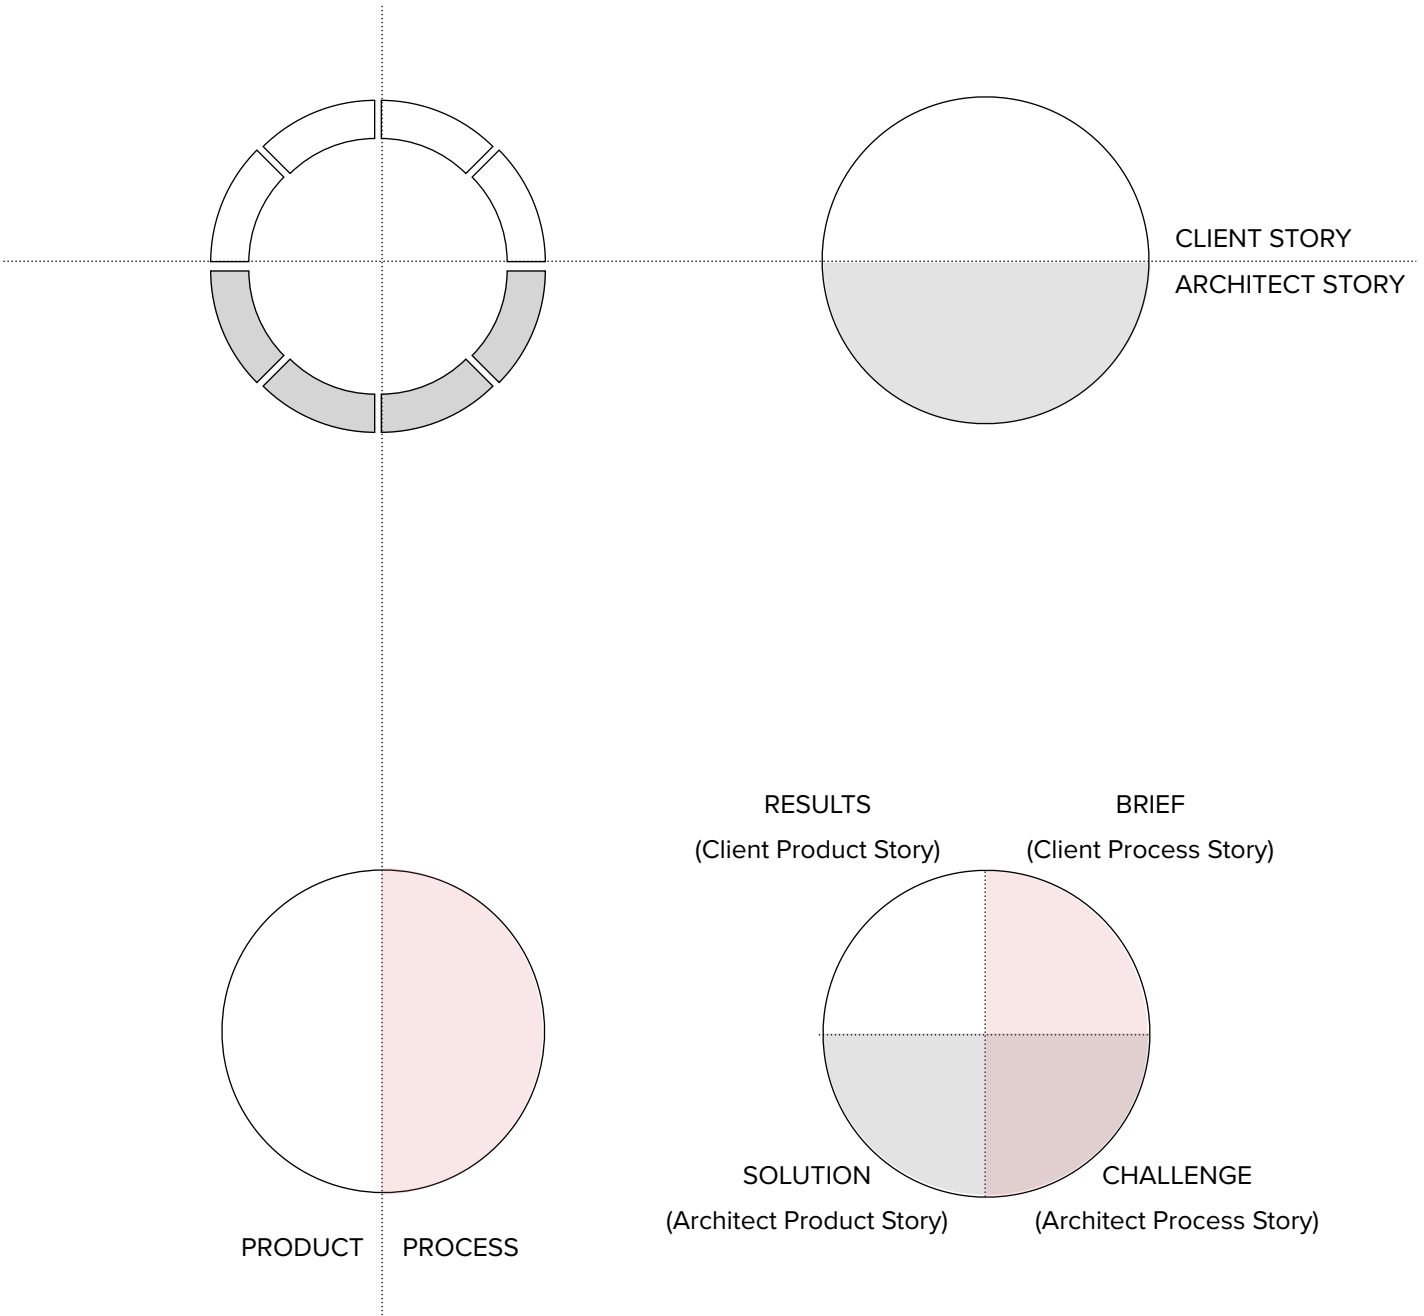 CLIENT STORY
ARCHITECT STORY
RESULTS
(Client Product Story)
BRIEF
(Client Process Story)
SOLUTION
(Architect Product Story)
CHALLENGE
(Architect Process Story)
PRODUCT
PROCESS